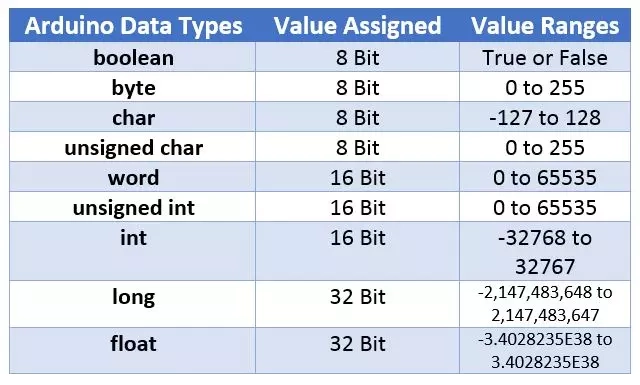 Arduino Data Types Value Assigned Value Ranges
boolean 8 Bit True or False
byte 8 Bit 0 to 255
char 8 Bit -127 to 128
unsigned char 8 Bit 0 to 255
word 16 Bit 0 to 65535
unsigned int 16 Bit 0 to 65535
int 16 Bit -32768 to
32767
long 32 Bit -2,147,483,648 to
2,147,483,647
float 32 Bit -3.4028235E38 to
3.4028235E38